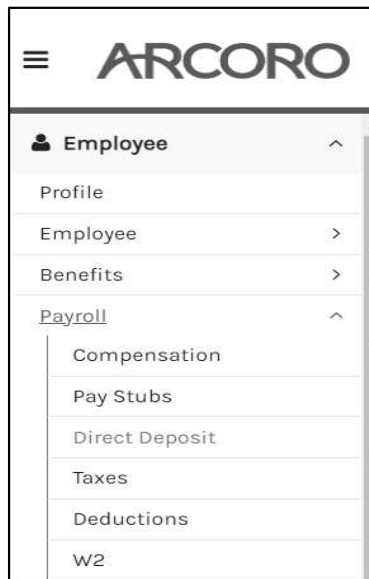 ARCORO
Employee
Profile
Employee
Benefits
Payroll
Compensation
Pay Stubs
Direct Deposit
Taxes
Deductions
W2